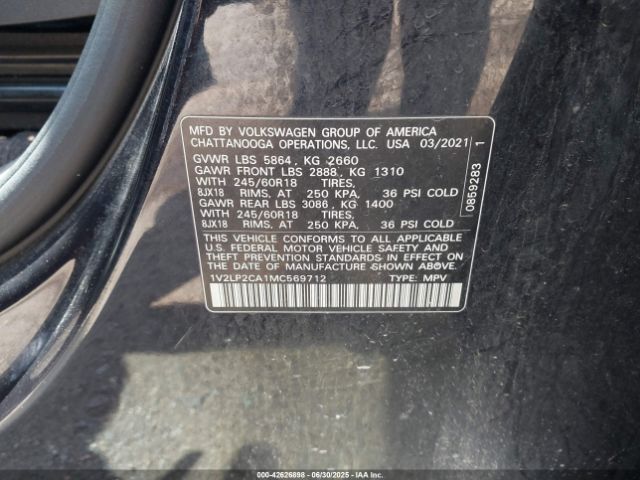 MFD BY VOLKSWAGEN GROUP OF AMERICA
CHATTANOOGA OPERATIONS, LLC. USA 03/2021
GVWR LBS 5864, KG 2660
GAWR FRONT LBS 2888, KG 1310
WITH 245/60R18 TIRES,
8JX18 RIMS, AT 250 KPA, 36 PSI COLD
GAWR REAR LBS 3086, KG 1400
WITH 245/60R18 TIRES,
8JX18 RIMS, AT 250 KPA, 36 PSI COLD
THIS VEHICLE CONFORMS TO ALL APPLICABLE
U.S. FEDERAL MOTOR VEHICLE SAFETY AND
THEFT PREVENTION STANDARDS IN EFFECT ON
THE DATE OF MANUFACTURE SHOWN ABOVE.
1V2LP2CA1MC569712 TYPE: MPV
0859283 1
000-42626898 - 06/30/2025 - IAA Inc.